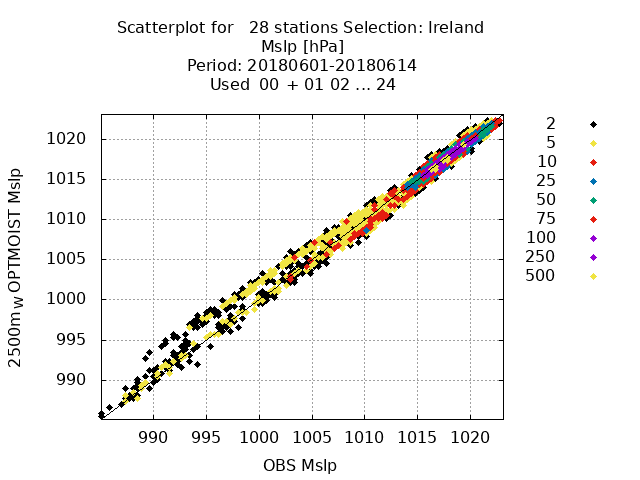 Scatterplot for 28 stations Selection: Ireland
Mslp [hPa]
Period: 20180601-20180614
Used 00 + 01 02 ... 24
2500m_W OPTMOIST Mslp
1020
1015
1010
1005
1000
995
990
990 995 1000 1005 1010 1015 1020
OBS Mslp
2
5
10
25
50
75
100
250
500